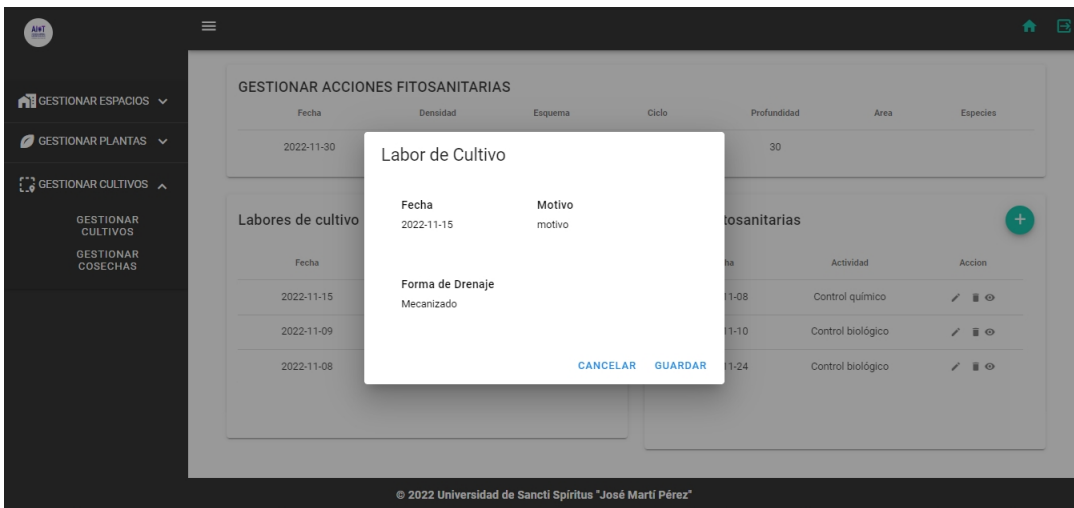 AIoT
GESTIONAR ESPACIOS
GESTIONAR PLANTAS
GESTIONAR CULTIVOS
GESTIONAR
CULTIVOS
GESTIONAR
COSECHAS
GESTIONAR ACCIONES FITOSANITARIAS
Fecha Densidad Esquema Ciclo Profundidad Area Especies
2022-11-30 30
Labor de Cultivo
Fecha Motivo
2022-11-15 motivo
Forma de Drenaje
Mecanizado
CANCELAR GUARDAR
Labores de cultivo
Fecha
2022-11-15
2022-11-09
2022-11-08
tosanitarias
+
ha Actividad Accion
11-08 Control químico
11-10 Control biológico
11-24 Control biológico
© 2022 Universidad de Sancti Spíritus "José Martí Pérez"